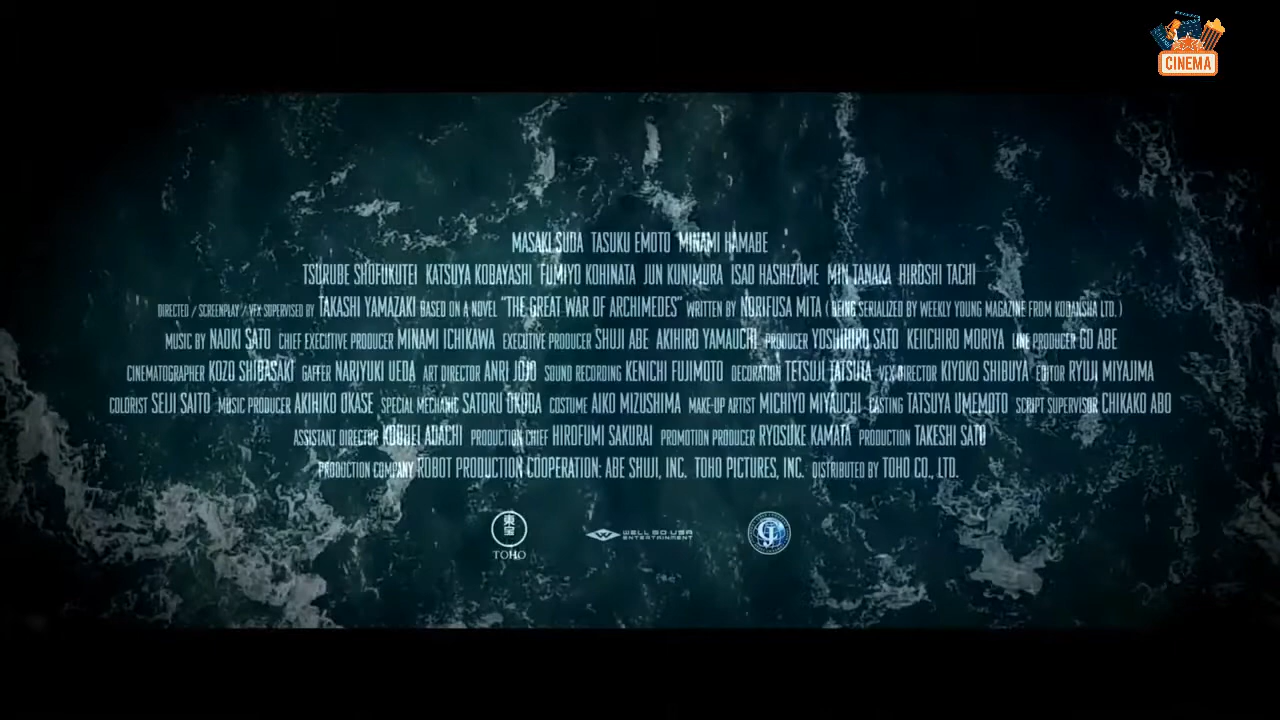 CINEMA
MASAKI SUDA TASUKU EMOTO MINAMI HAMABE
TSURUBE SHOFUKUTEI KATSUYA KOBAYASHI FUMIYO KOHINATA JUN KUNIMURA ISAO HASHIZUME MIN TANAKA HIROSHI TACHI
DIRECTED / SCREENPLAY / VFX SUPERVISED BY TAKASHI YAMAZAKI BASED ON A NOVEL "THE GREAT WAR OF ARCHIMEDES" WRITTEN BY NORIFUSA MITA ( BEING SERIALIZED BY WEEKLY YOUNG MAGAZINE FROM KODANSHA LTD. )
MUSIC BY NAOKI SATO CHIEF EXECUTIVE PRODUCER MINAMI ICHIKAWA EXECUTIVE PRODUCER SHUJI ABE AKIHIRO YAMAUCHI PRODUCER YOSHIHIRO SATO KEIICHIRO MORIYA LINE PRODUCER GO ABE
CINEMATOGRAPHER KOZO SHIBASAKI GAFFER NARIYUKI UEDA ART DIRECTOR ANRI JOJO SOUND RECORDING KENICHI FUJIMOTO DECORATION TETSUJI TATSUTA VFX DIRECTOR KIYOKO SHIBUYA EDITOR RYUJI MIYAJIMA
COLORIST SEIJI SAITO MUSIC PRODUCER AKIHIKO OKASE SPECIAL MECHANIC SATORU OKUDA COSTUME AIKO MIZUSHIMA MAKE-UP ARTIST MICHIYO MIYAUCHI CASTING TATSUYA UMEMOTO SCRIPT SUPERVISOR CHIKAKO ABO
ASSISTANT DIRECTOR KOUHEI ADACHI PRODUCTION CHIEF HIROFUMI SAKURAI PROMOTION PRODUCER RYOSUKE KAMATA PRODUCTION TAKESHI SATO
PRODUCTION COMPANY ROBOT PRODUCTION COOPERATION: ABE SHUJI, INC. TOHO PICTURES, INC. DISTRIBUTED BY TOHO CO., LTD.
東宝
TOHO
WELL GO USA
ENTERTAINMENT